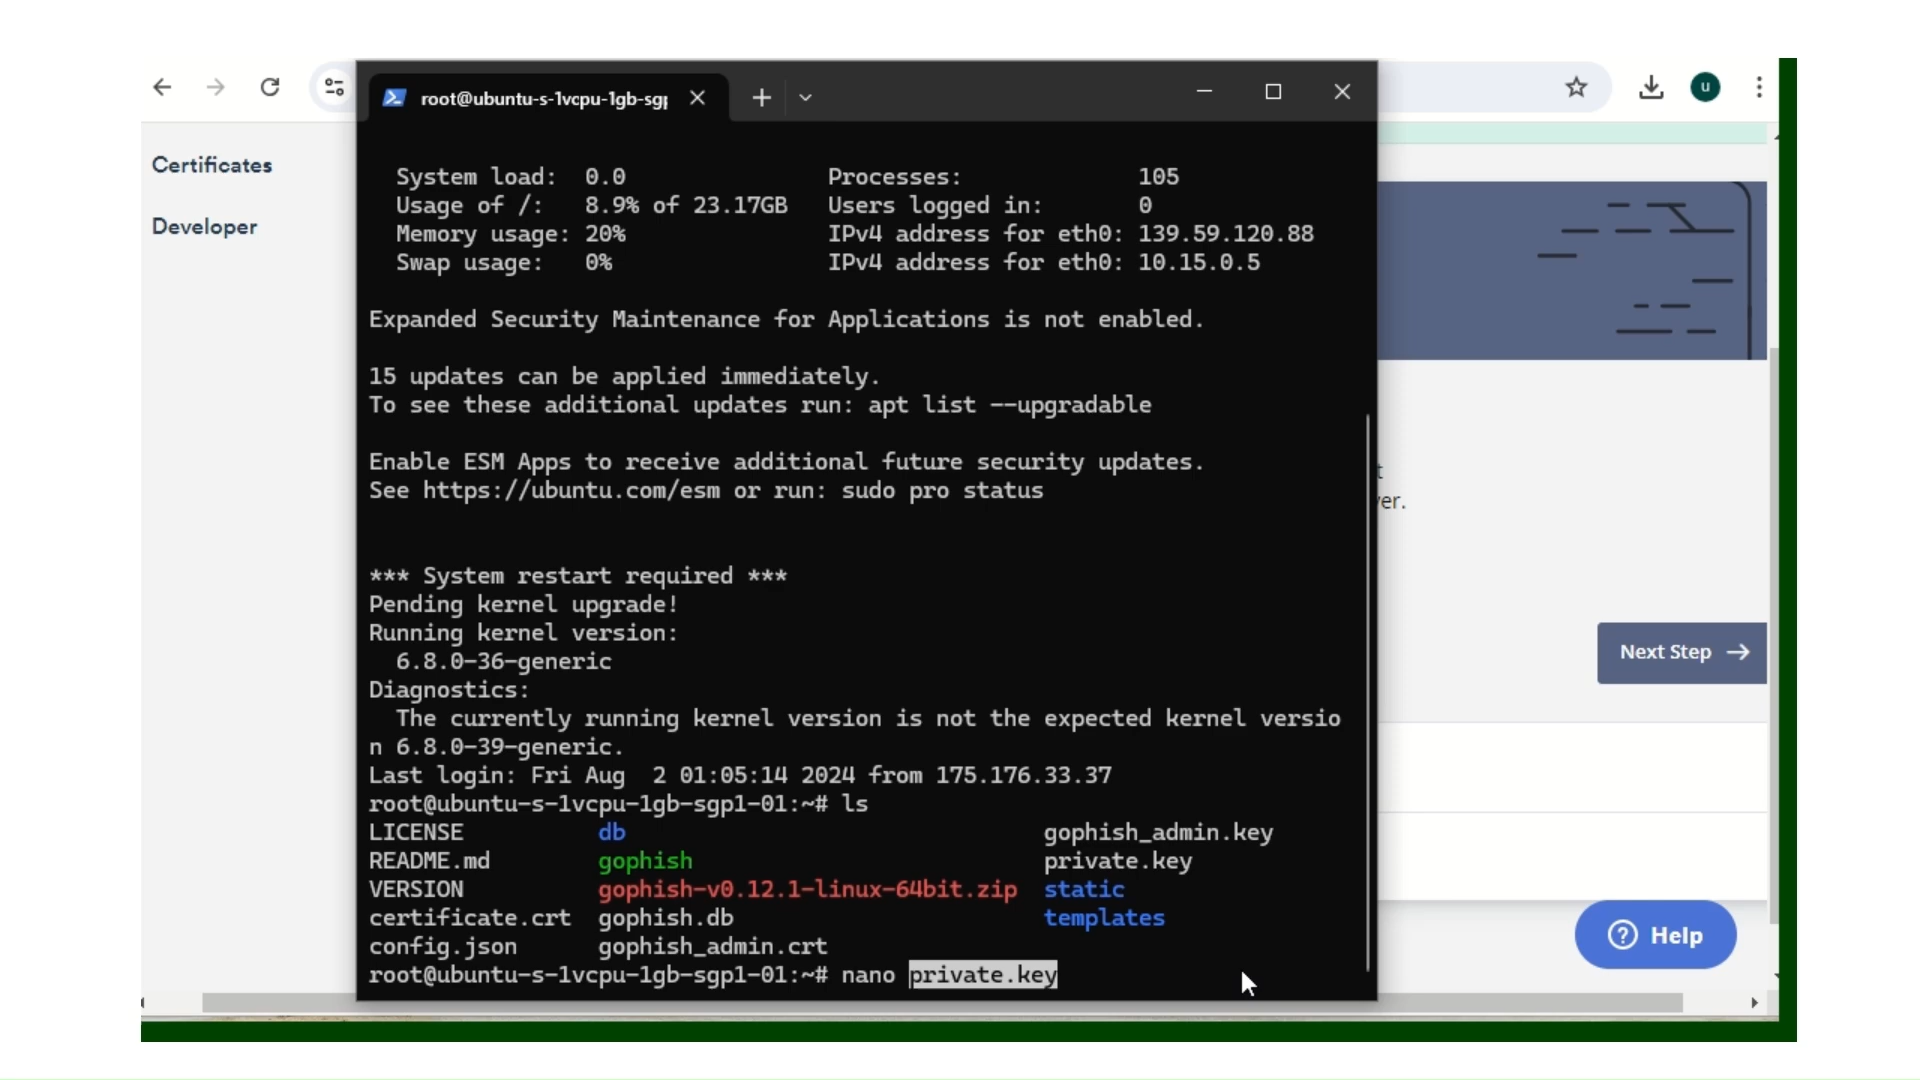 root@ubuntu-s-1vcpu-1gb-sgp
u
Certificates
Developer
System load: 0.0 Processes: 105
Usage of /: 8.9% of 23.17GB Users logged in: 0
Memory usage: 20% IPv4 address for eth0: 139.59.120.88
Swap usage: 0% IPv4 address for eth0: 10.15.0.5
Expanded Security Maintenance for Applications is not enabled.
15 updates can be applied immediately.
To see these additional updates run: apt list --upgradable
Enable ESM Apps to receive additional future security updates.
See https://ubuntu.com/esm or run: sudo pro status
ver.
*** System restart required ***
Pending kernel upgrade!
Running kernel version:
6.8.0-36-generic
Diagnostics:
The currently running kernel version is not the expected kernel versio
n 6.8.0-39-generic.
Last login: Fri Aug  2 01:05:14 2024 from 175.176.33.37
root@ubuntu-s-1vcpu-1gb-sgp1-01:~# ls
LICENSE db gophish_admin.key
README.md gophish private.key
VERSION gophish-v0.12.1-linux-64bit.zip static
certificate.crt gophish.db templates
config.json gophish_admin.crt
root@ubuntu-s-1vcpu-1gb-sgp1-01:~# nano private.key
Next Step
Help